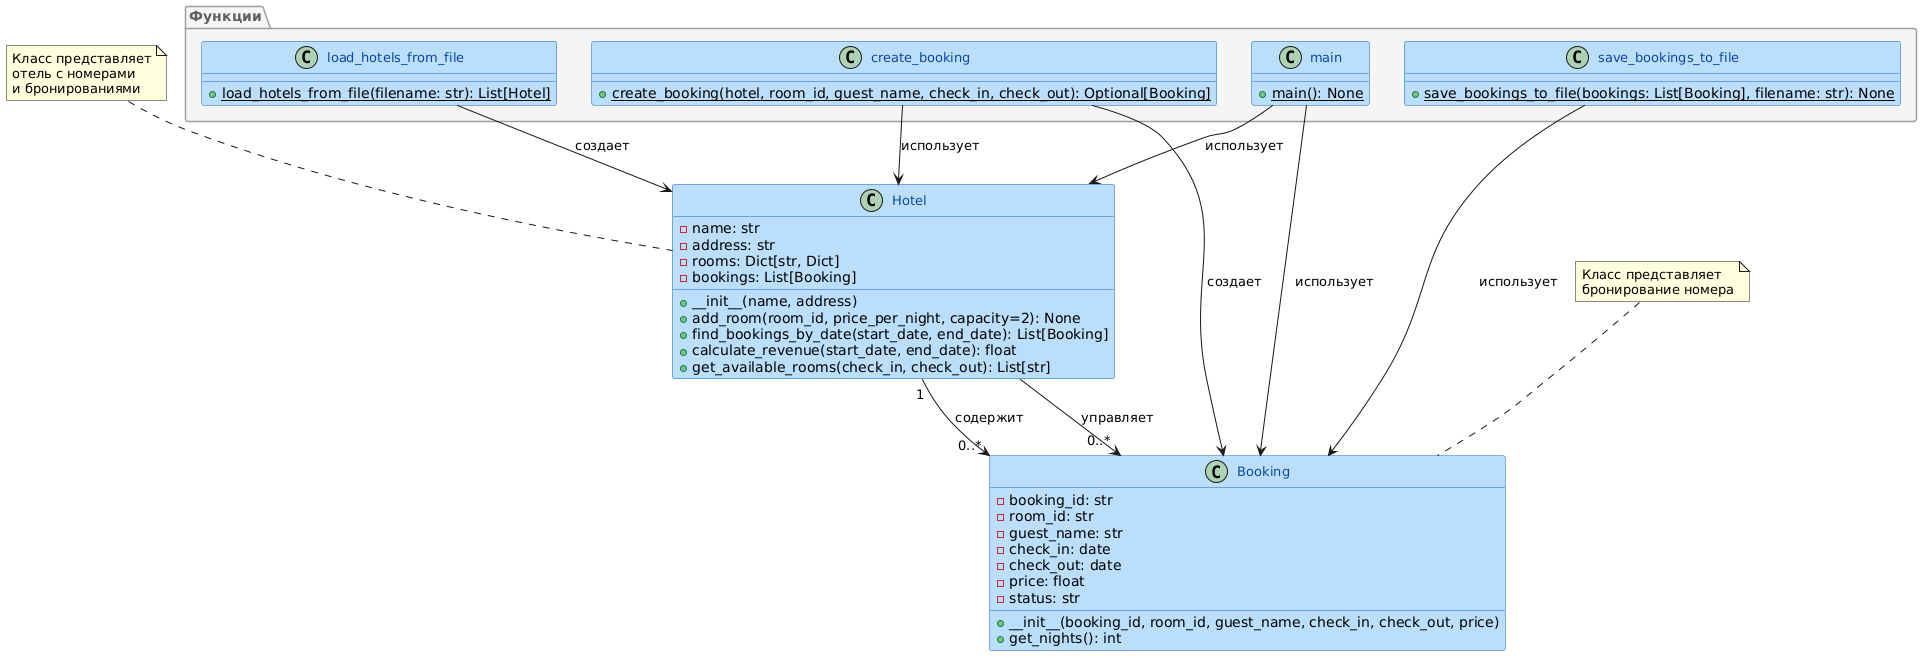 Функции
Класс представляет
отель с номерами
и бронированиями
C load_hotels_from_file
load_hotels_from_file(filename: str): List[Hotel]
C create_booking
create_booking(hotel, room_id, guest_name, check_in, check_out): Optional[Booking]
C main
main(): None
C save_bookings_to_file
save_bookings_to_file(bookings: List[Booking], filename: str): None
создает
использует
использует
C Hotel
name: str
address: str
rooms: Dict[str, Dict]
bookings: List[Booking]
__init__(name, address)
add_room(room_id, price_per_night, capacity=2): None
find_bookings_by_date(start_date, end_date): List[Booking]
calculate_revenue(start_date, end_date): float
get_available_rooms(check_in, check_out): List[str]
создает
использует
использует
Класс представляет
бронирование номера
1
содержит
0..*
управляет
0..*
C Booking
booking_id: str
room_id: str
guest_name: str
check_in: date
check_out: date
price: float
status: str
__init__(booking_id, room_id, guest_name, check_in, check_out, price)
get_nights(): int